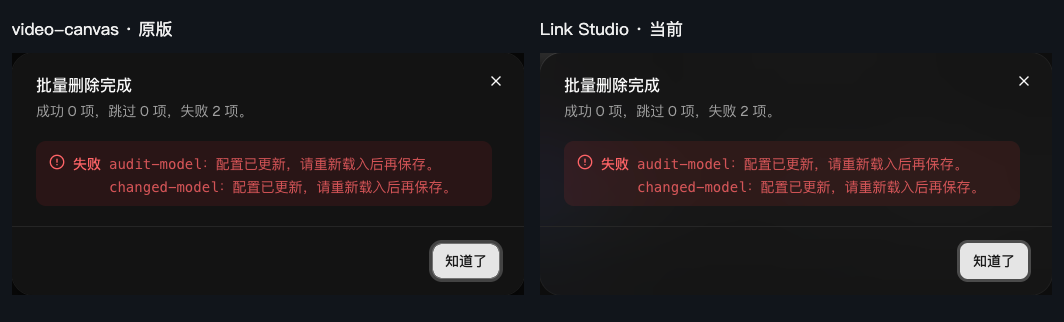 video-canvas · 原版
批量删除完成
成功 0 项，跳过 0 项，失败 2 项。
失败 audit-model：配置已更新，请重新载入后再保存。
changed-model：配置已更新，请重新载入后再保存。
知道了
Link Studio · 当前
批量删除完成
成功 0 项，跳过 0 项，失败 2 项。
失败 audit-model：配置已更新，请重新载入后再保存。
changed-model：配置已更新，请重新载入后再保存。
知道了